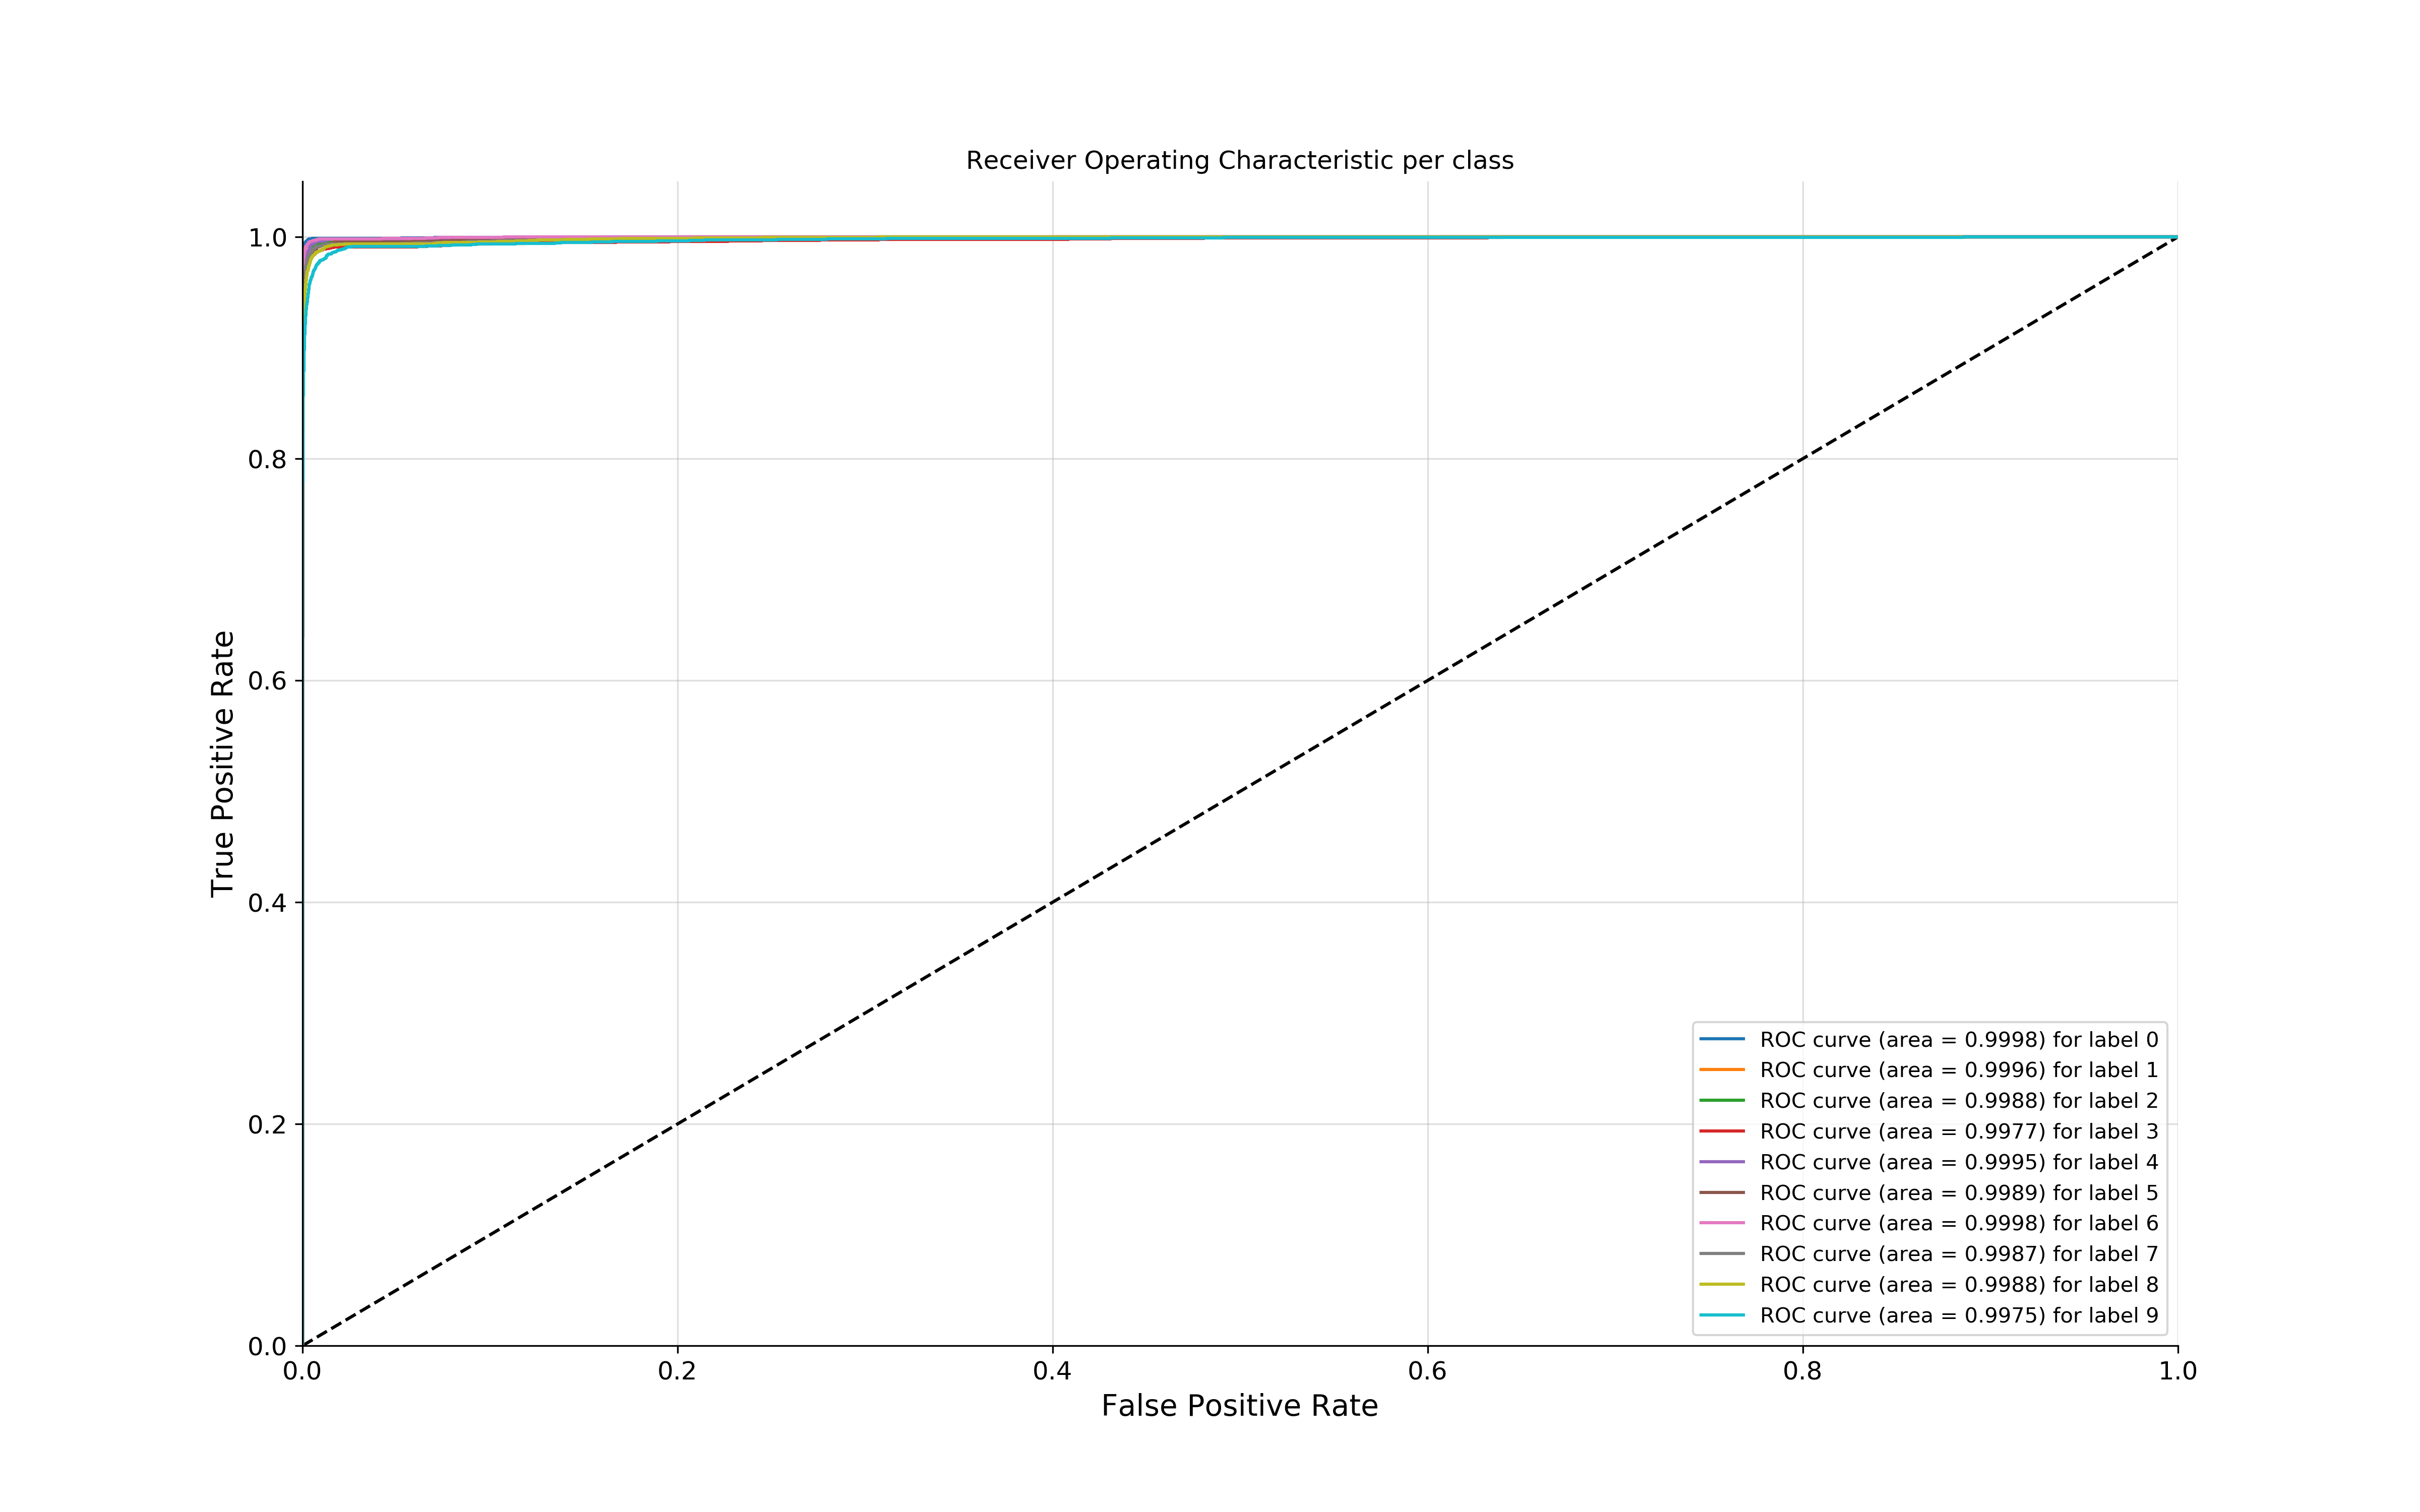 Receiver Operating Characteristic per class
1.0
0.8
0.6
0.4
0.2
0.0
True Positive Rate
0.0 0.2 0.4 0.6 0.8 1.0
False Positive Rate
ROC curve (area = 0.9998) for label 0
ROC curve (area = 0.9996) for label 1
ROC curve (area = 0.9988) for label 2
ROC curve (area = 0.9977) for label 3
ROC curve (area = 0.9995) for label 4
ROC curve (area = 0.9989) for label 5
ROC curve (area = 0.9998) for label 6
ROC curve (area = 0.9987) for label 7
ROC curve (area = 0.9988) for label 8
ROC curve (area = 0.9975) for label 9